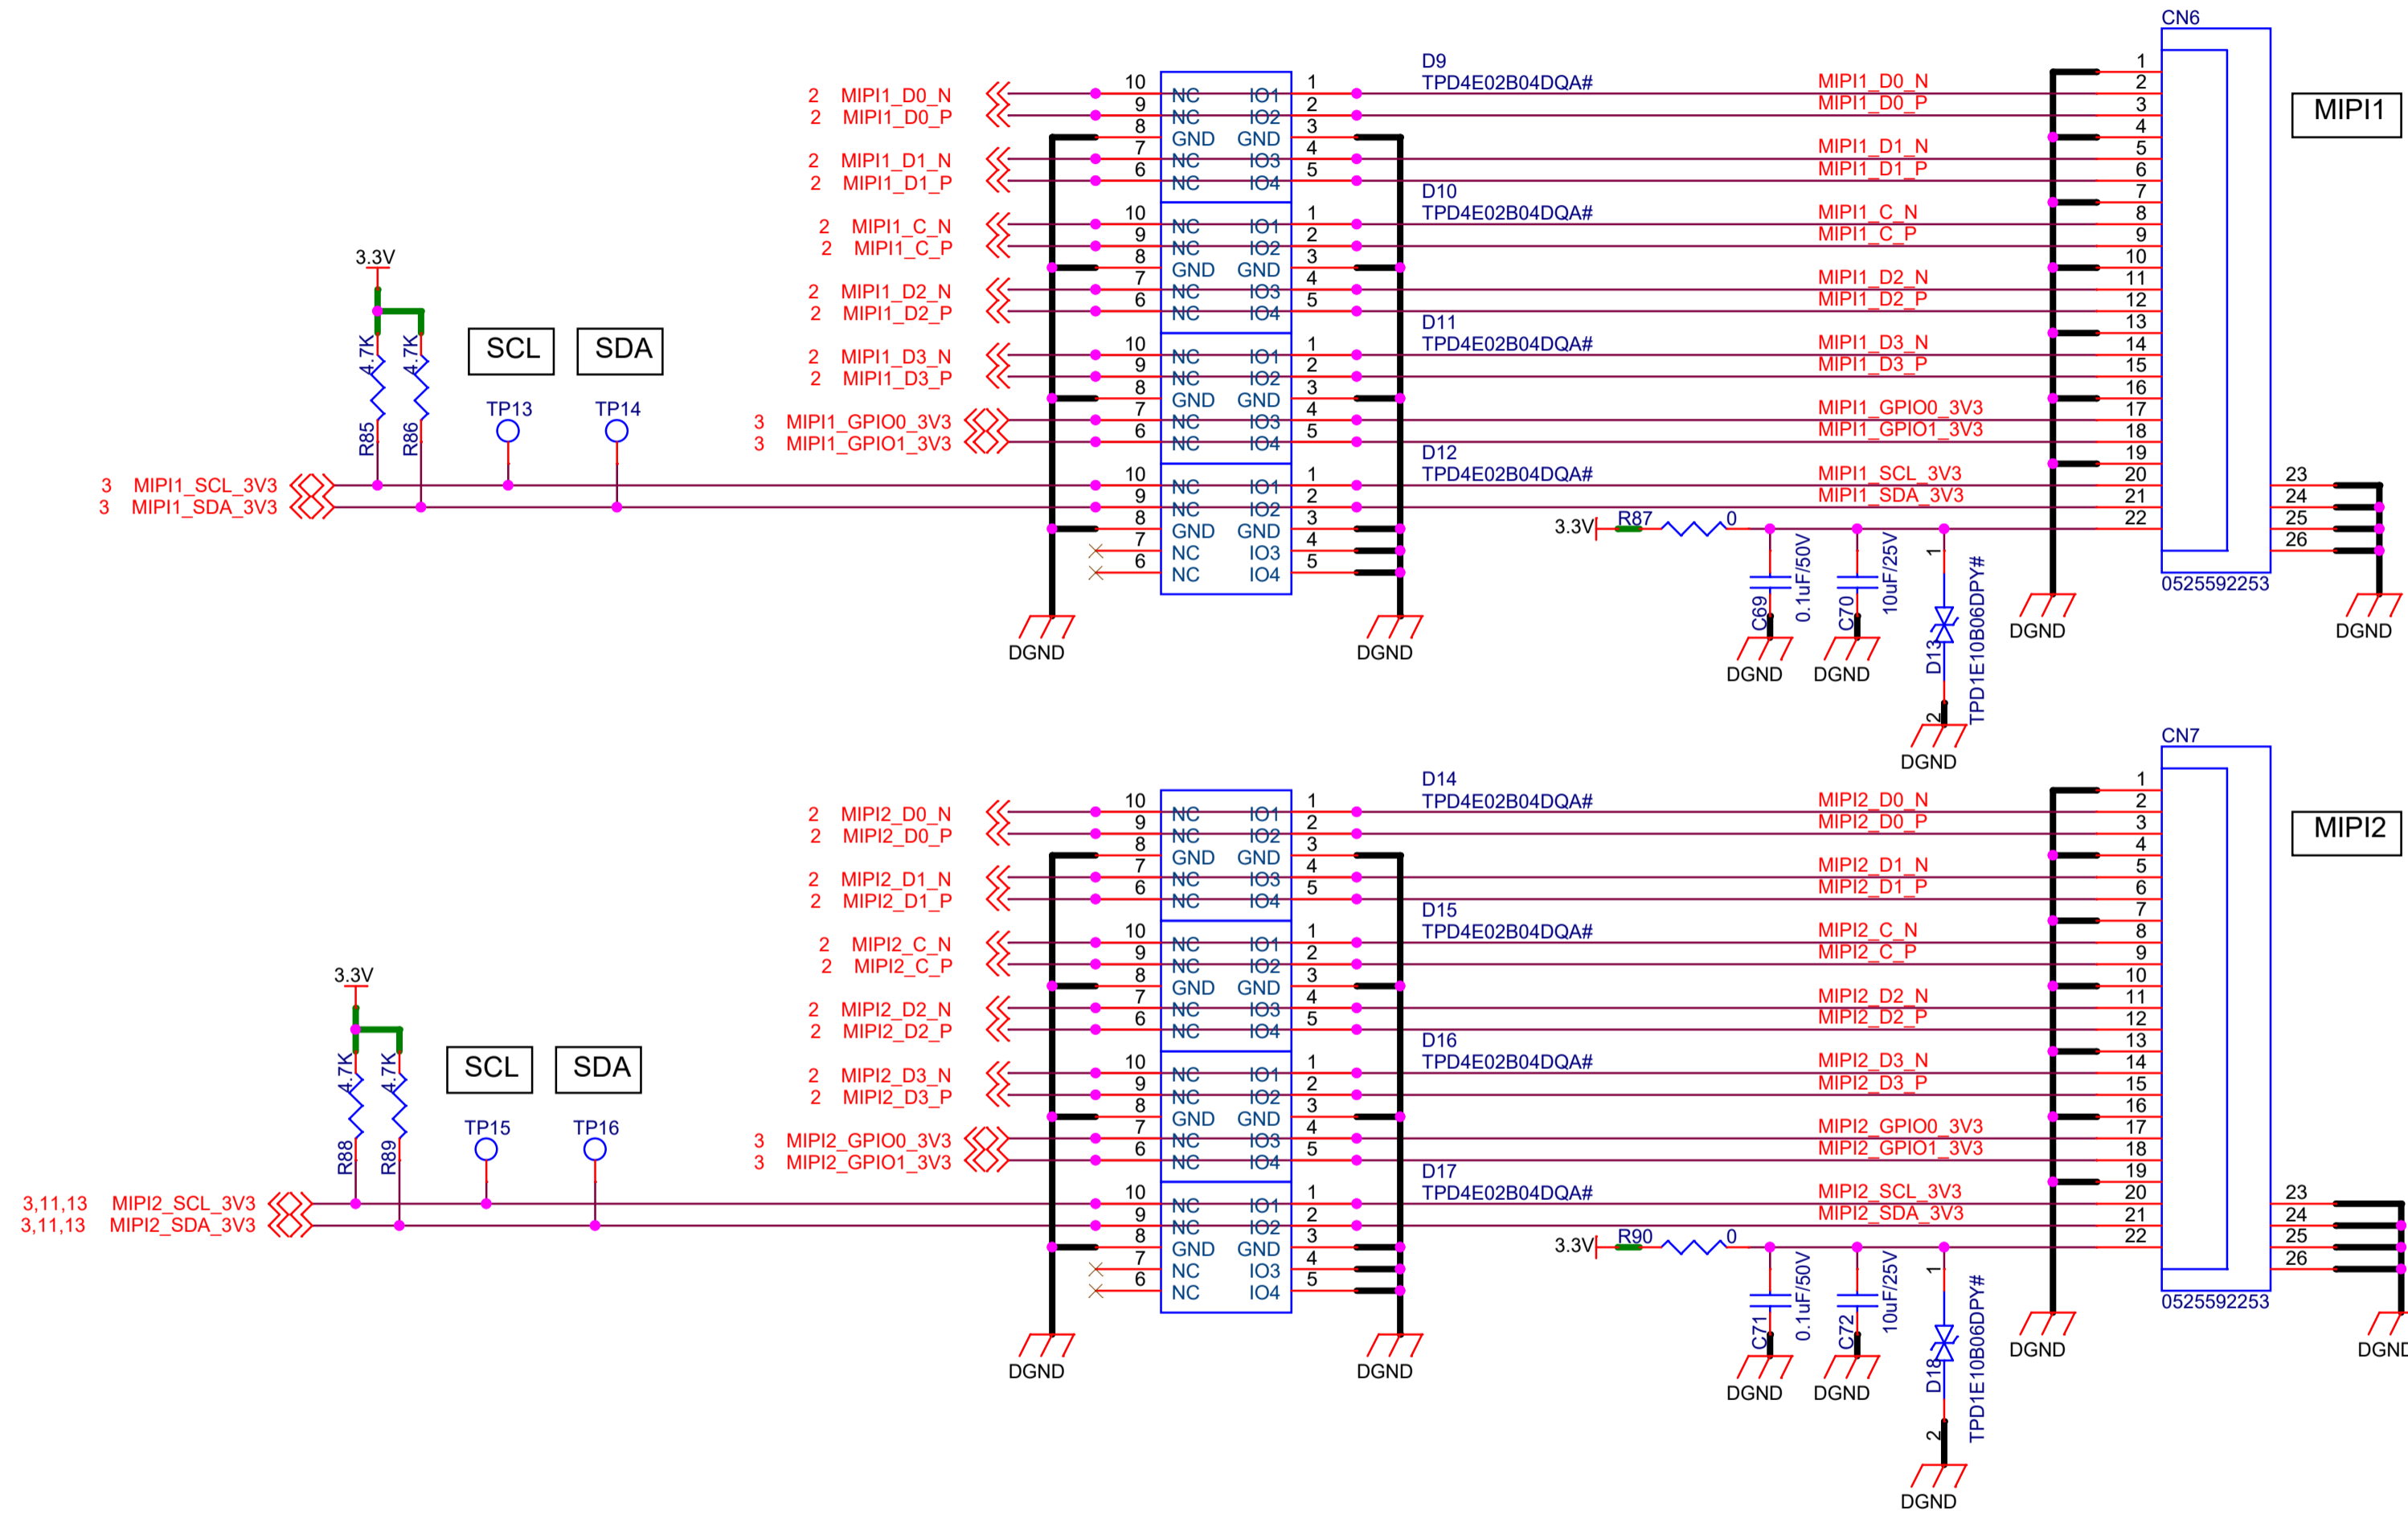 CN6
D9
TPD4E02B04DQA#
MIPI1
2 MIPI1_D0_N 10 NC IO1 1 MIPI1_D0_N 2
2 MIPI1_D0_P 9 NC IO2 2 MIPI1_D0_P 3
8 GND GND 3 4
2 MIPI1_D1_N 7 NC IO3 4 MIPI1_D1_N 5
2 MIPI1_D1_P 6 NC IO4 5 MIPI1_D1_P 6
1
D10
TPD4E02B04DQA#
7
2 MIPI1_C_N 10 NC IO1 1 MIPI1_C_N 8
2 MIPI1_C_P 9 NC IO2 2 MIPI1_C_P 9
8 GND GND 3 10
2 MIPI1_D2_N 7 NC IO3 4 MIPI1_D2_N 11
2 MIPI1_D2_P 6 NC IO4 5 MIPI1_D2_P 12
D11
TPD4E02B04DQA#
13
2 MIPI1_D3_N 10 NC IO1 1 MIPI1_D3_N 14
2 MIPI1_D3_P 9 NC IO2 2 MIPI1_D3_P 15
8 GND GND 3 16
3 MIPI1_GPIO0_3V3 7 NC IO3 4 MIPI1_GPIO0_3V3 17
3 MIPI1_GPIO1_3V3 6 NC IO4 5 MIPI1_GPIO1_3V3 18
3.3V
4.7K
4.7K
R85
R86
SCL
SDA
TP13
TP14
D12
TPD4E02B04DQA#
19
3 MIPI1_SCL_3V3 10 NC IO1 1 MIPI1_SCL_3V3 20 23
3 MIPI1_SDA_3V3 9 NC IO2 2 MIPI1_SDA_3V3 21 24
8 GND GND 3 3.3V R87 0 22 25
7 NC IO3 4 26
6 NC IO4 5
C69
0.1uF/50V
C70
10uF/25V
1
D13
2
TPD1E10B06DPY#
0525592253
DGND
DGND
DGND
DGND
DGND
DGND
DGND
CN7
D14
TPD4E02B04DQA#
MIPI2
1
2 MIPI2_D0_N 10 NC IO1 1 MIPI2_D0_N 2
2 MIPI2_D0_P 9 NC IO2 2 MIPI2_D0_P 3
8 GND GND 3 4
2 MIPI2_D1_N 7 NC IO3 4 MIPI2_D1_N 5
2 MIPI2_D1_P 6 NC IO4 5 MIPI2_D1_P 6
D15
TPD4E02B04DQA#
7
2 MIPI2_C_N 10 NC IO1 1 MIPI2_C_N 8
2 MIPI2_C_P 9 NC IO2 2 MIPI2_C_P 9
8 GND GND 3 10
2 MIPI2_D2_N 7 NC IO3 4 MIPI2_D2_N 11
2 MIPI2_D2_P 6 NC IO4 5 MIPI2_D2_P 12
D16
TPD4E02B04DQA#
13
2 MIPI2_D3_N 10 NC IO1 1 MIPI2_D3_N 14
2 MIPI2_D3_P 9 NC IO2 2 MIPI2_D3_P 15
8 GND GND 3 16
3 MIPI2_GPIO0_3V3 7 NC IO3 4 MIPI2_GPIO0_3V3 17
3 MIPI2_GPIO1_3V3 6 NC IO4 5 MIPI2_GPIO1_3V3 18
3.3V
4.7K
4.7K
R88
R89
SCL
SDA
TP15
TP16
D17
TPD4E02B04DQA#
19
3,11,13 MIPI2_SCL_3V3 10 NC IO1 1 MIPI2_SCL_3V3 20 23
3,11,13 MIPI2_SDA_3V3 9 NC IO2 2 MIPI2_SDA_3V3 21 24
8 GND GND 3 3.3V R90 0 22 25
7 NC IO3 4 26
6 NC IO4 5
C71
0.1uF/50V
C72
10uF/25V
1
D18
2
TPD1E10B06DPY#
0525592253
DGND
DGND
DGND
DGND
DGND
DGND